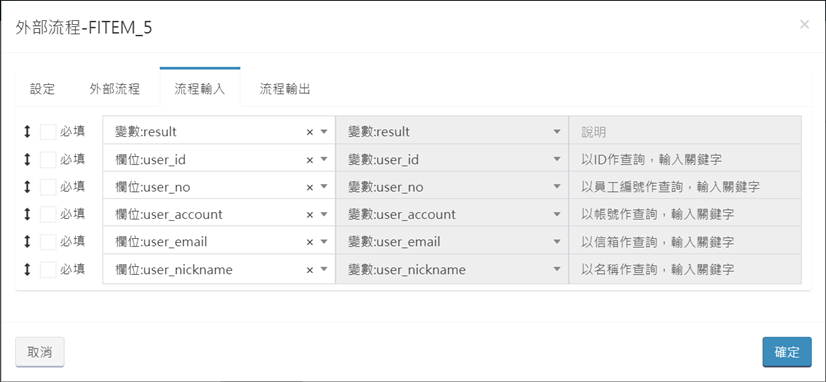 外部流程-FITEM_5
×
設定 外部流程 流程輸入 流程輸出
必填 變數:result × 變數:result 說明
必填 欄位:user_id × 變數:user_id 以ID作查詢，輸入關鍵字
必填 欄位:user_no × 變數:user_no 以員工編號作查詢，輸入關鍵字
必填 欄位:user_account × 變數:user_account 以帳號作查詢，輸入關鍵字
必填 欄位:user_email × 變數:user_email 以信箱作查詢，輸入關鍵字
必填 欄位:user_nickname × 變數:user_nickname 以名稱作查詢，輸入關鍵字
取消 確定